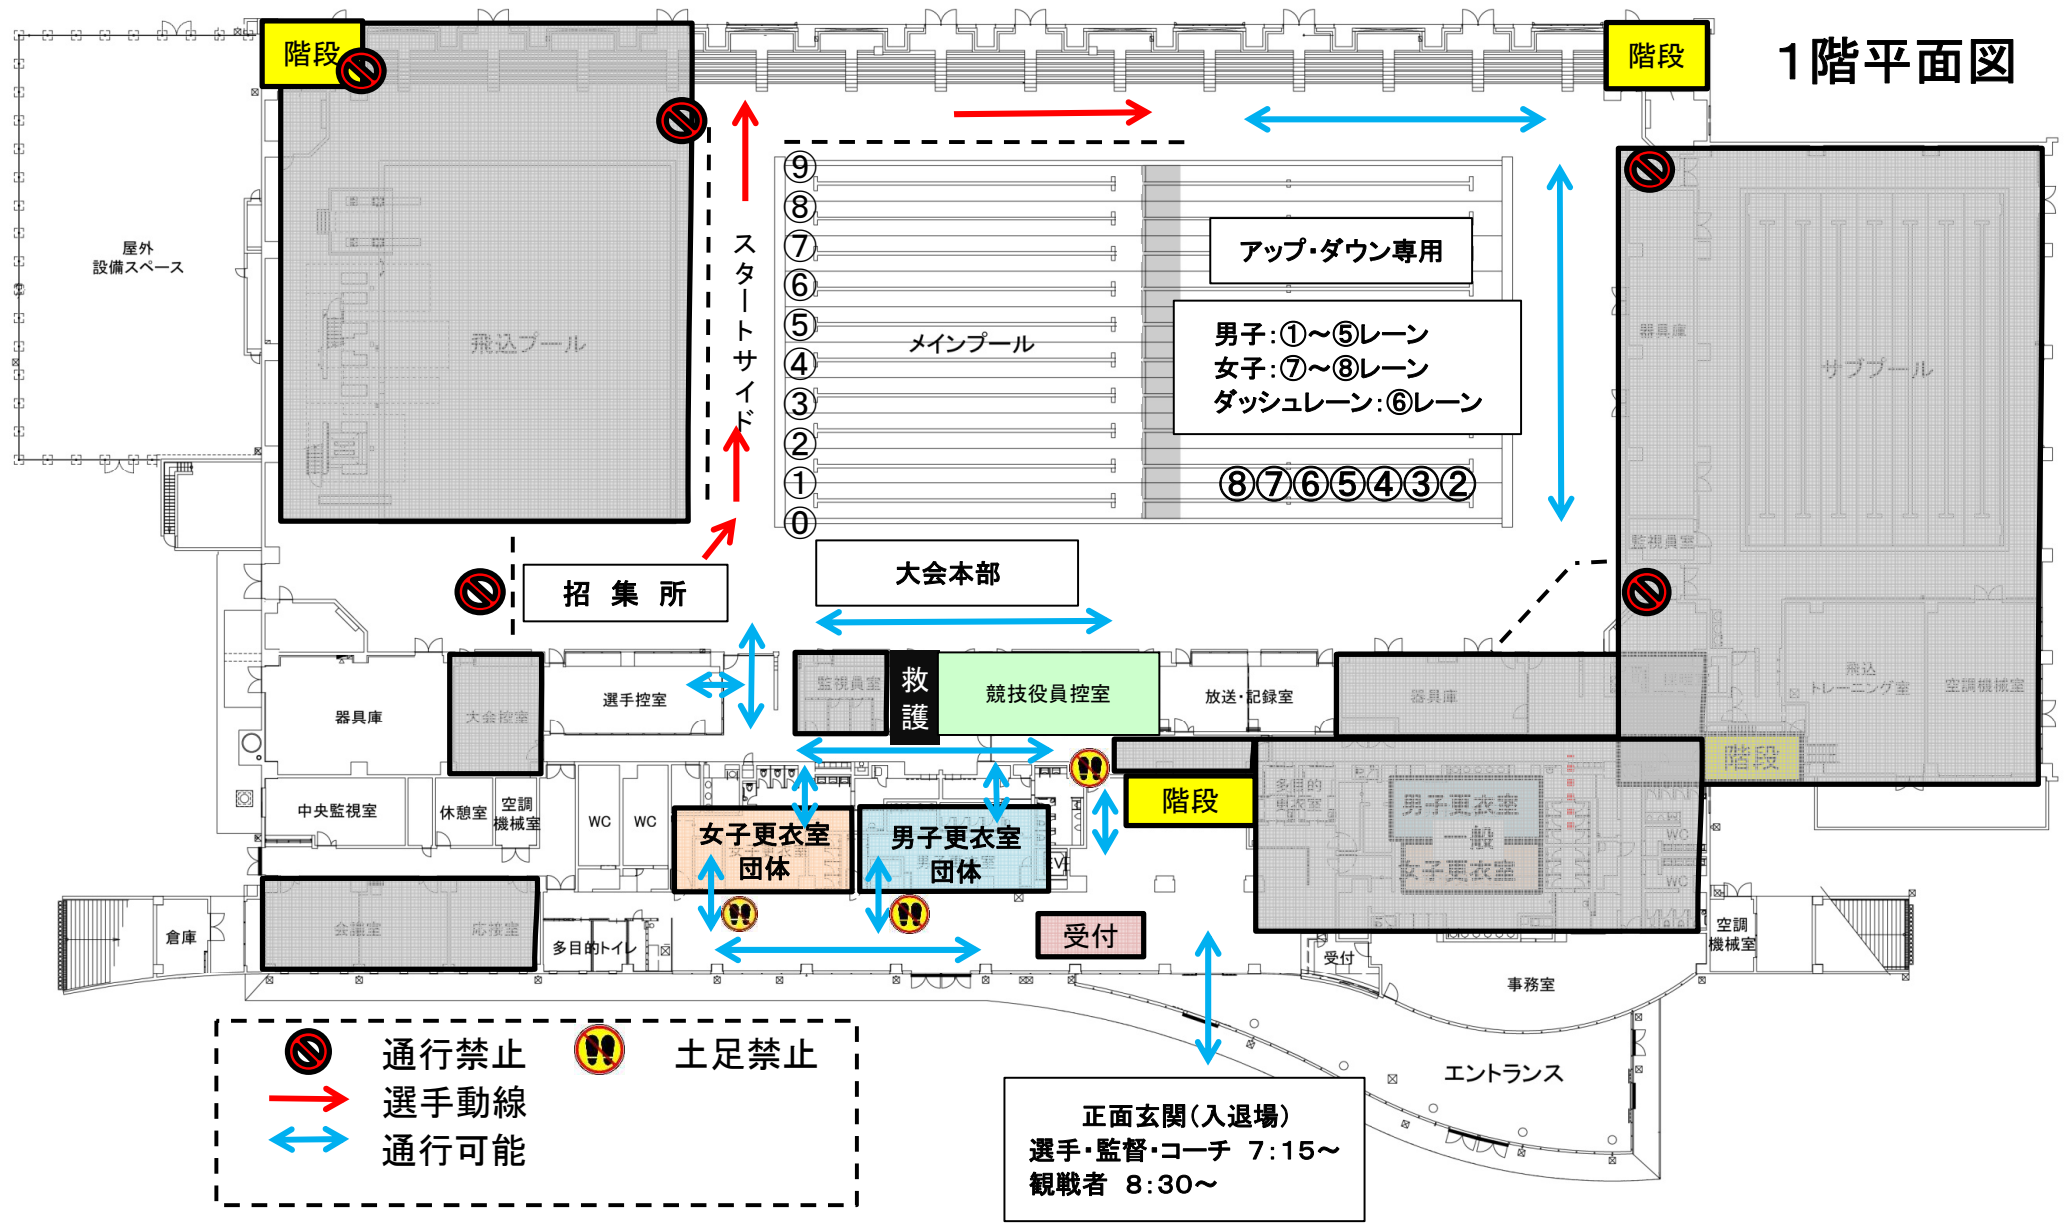 1階平面図
階段
階段
屋外
設備スペース
飛込プール
スタートサイド
⑨
⑧
⑦
⑥
⑤
④
③
②
①
⓪
メインプール
アップ・ダウン専用
男子：①～⑤レーン
女子：⑦～⑧レーン
ダッシュレーン：⑥レーン
⑧⑦⑥⑤④③②
器具庫
サブプール
監視員室
招 集 所
大会本部
器具庫
大会控室
選手控室
監視員室
救護
競技役員控室
放送・記録室
器具庫
飛込
トレーニング室
空調機械室
階段
中央監視室
休憩室
空調
機械室
WC
WC
女子更衣室
団体
男子更衣室
団体
階段
多目的
更衣室
男子更衣室
一般
女子更衣室
WC
WC
会議室
応接室
倉庫
多目的トイレ
受付
受付
事務室
空調
機械室
エントランス
通行禁止
土足禁止
選手動線
通行可能
正面玄関（入退場）
選手・監督・コーチ 7：15～
観戦者 8：30～